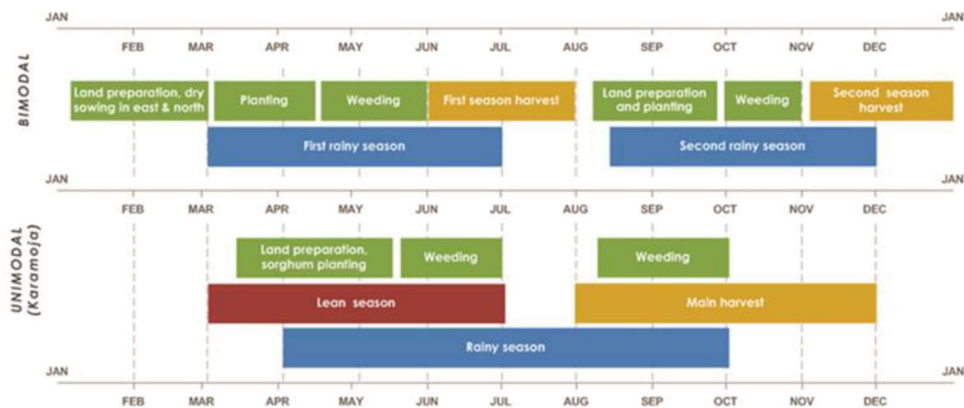 JAN JAN
FEB MAR APR MAY JUN JUL AUG SEP OCT NOV DEC
BIMODAL
Land preparation, dry
sowing in east & north
Planting
Weeding
First season harvest
Land preparation
and planting
Weeding
Second season
harvest
First rainy season
Second rainy season
JAN JAN
FEB MAR APR MAY JUN JUL AUG SEP OCT NOV DEC
UNIMODAL
(Karamoja)
Land preparation,
sorghum planting
Weeding
Weeding
Lean season
Main harvest
Rainy season
JAN JAN
FEB MAR APR MAY JUN JUL AUG SEP OCT NOV DEC